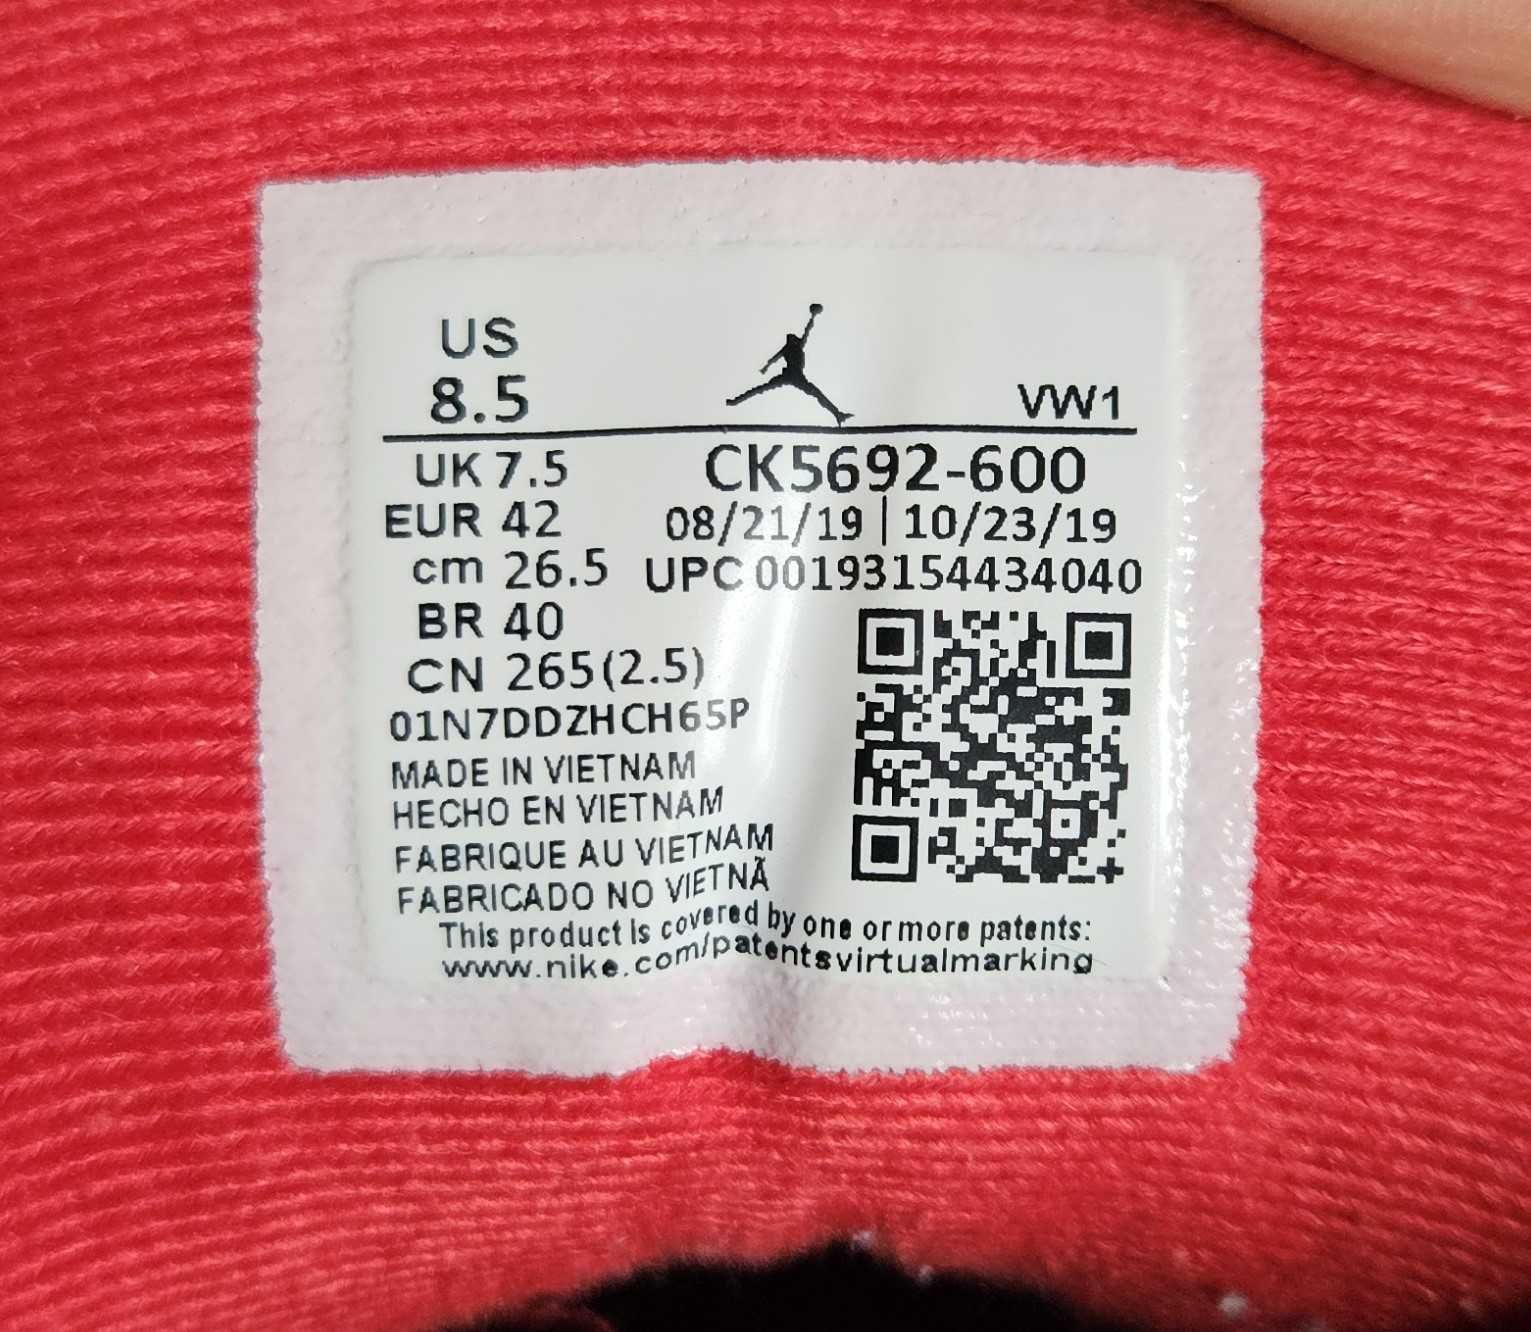 US
8.5
VW1
UK 7.5
CK5692-600
EUR 42
08/21/19 | 10/23/19
cm 26.5
UPC 00193154434040
BR 40
CN 265(2.5)
01N7DDZHCH65P
MADE IN VIETNAM
HECHO EN VIETNAM
FABRIQUE AU VIETNAM
FABRICADO NO VIETNÃ
This product is covered by one or more patents:
www.nike.com/patentsvirtualmarking